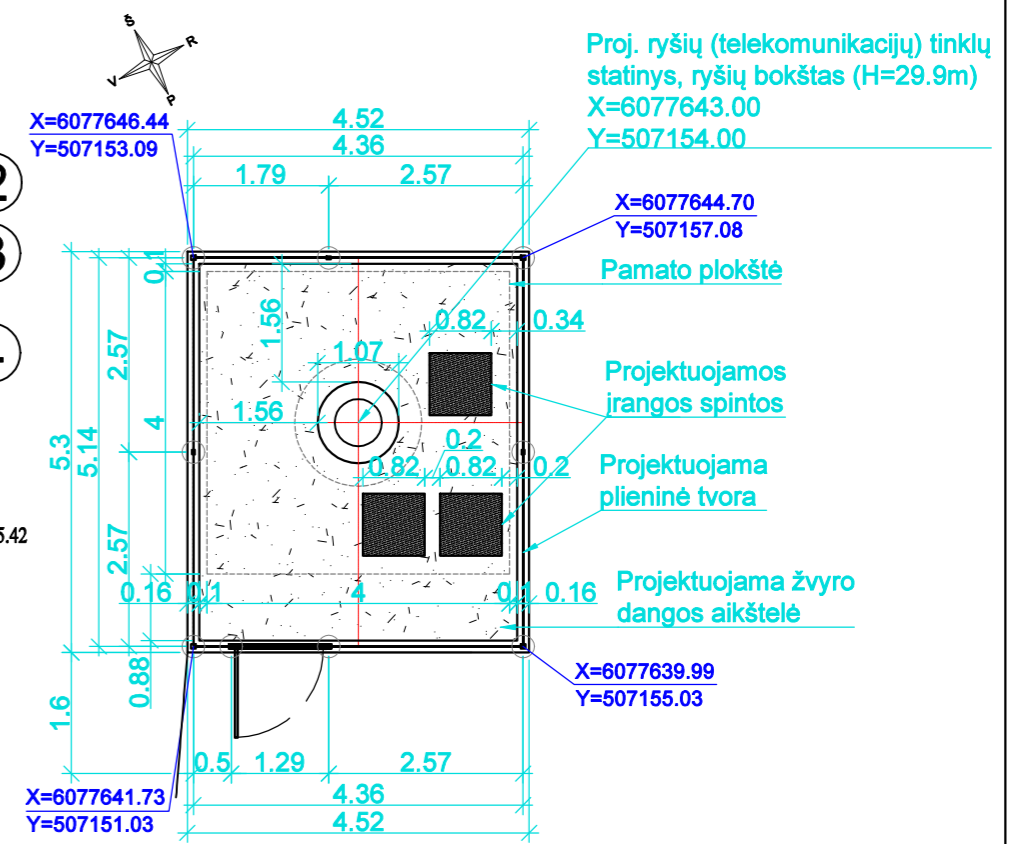 Š
R
V
P
Proj. ryšių (telekomunikacijų) tinklų
statinys, ryšių bokštas (H=29.9m)
X=6077643.00
Y=507154.00
X=6077646.44
Y=507153.09
4.52
4.36
1.79
2.57
2
3
X=6077644.70
Y=507157.08
Pamato plokštė
0.1
1.56
0.82
0.34
2.57
1.07
Projektuojamos
įrangos spintos
1.56
4
5.3
5.14
0.2
0.82
0.82
0.2
Projektuojama
plieninė tvora
5.42
2.57
0.16
0.1
4
0.1
0.16
Projektuojama žvyro
dangos aikštelė
0.88
X=6077639.99
Y=507155.03
1.6
0.5
1.29
2.57
X=6077641.73
Y=507151.03
4.36
4.52